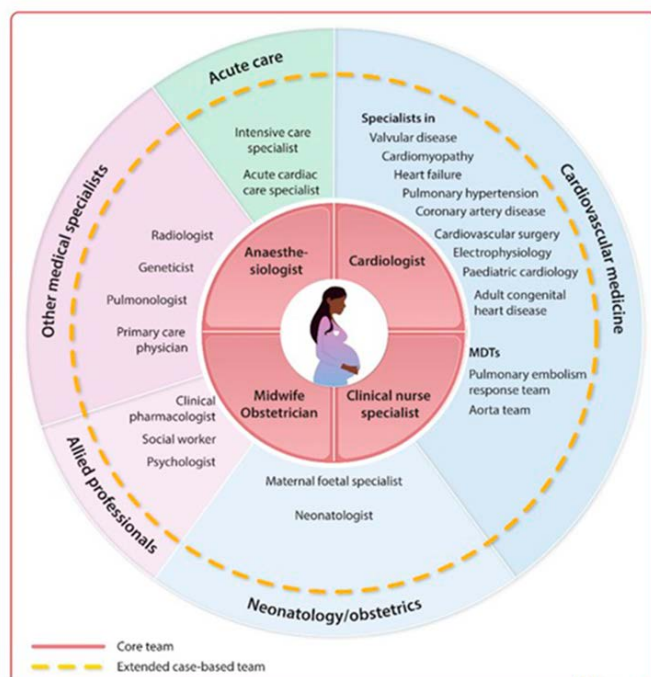 Acute care
Intensive care
specialist
Acute cardiac
care specialist
Cardiovascular medicine
Specialists in
Valvular disease
Cardiomyopathy
Heart failure
Pulmonary hypertension
Coronary artery disease
Cardiovascular surgery
Electrophysiology
Paediatric cardiology
Adult congenital
heart disease
MDTs
Pulmonary embolism
response team
Aorta team
Other medical specialists
Radiologist
Geneticist
Pulmonologist
Primary care
physician
Anaesthe-
siologist
Cardiologist
Midwife
Obstetrician
Clinical nurse
specialist
Allied professionals
Clinical
pharmacologist
Social worker
Psychologist
Maternal foetal specialist
Neonatologist
Neonatology/obstetrics
Core team
Extended case-based team